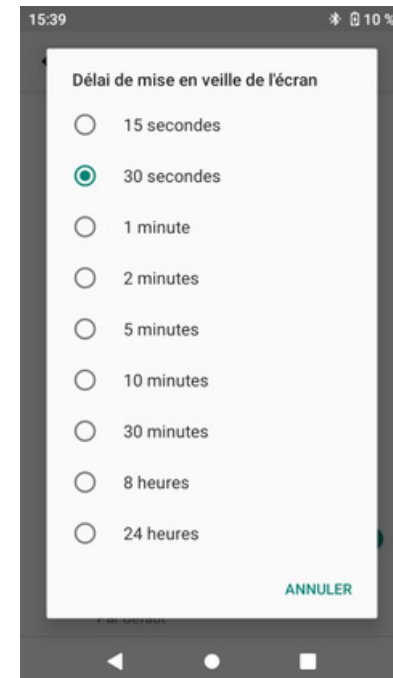 15:39
10 %
Délai de mise en veille de l'écran
15 secondes
30 secondes
1 minute
2 minutes
5 minutes
10 minutes
30 minutes
8 heures
24 heures
ANNULER
Par défaut